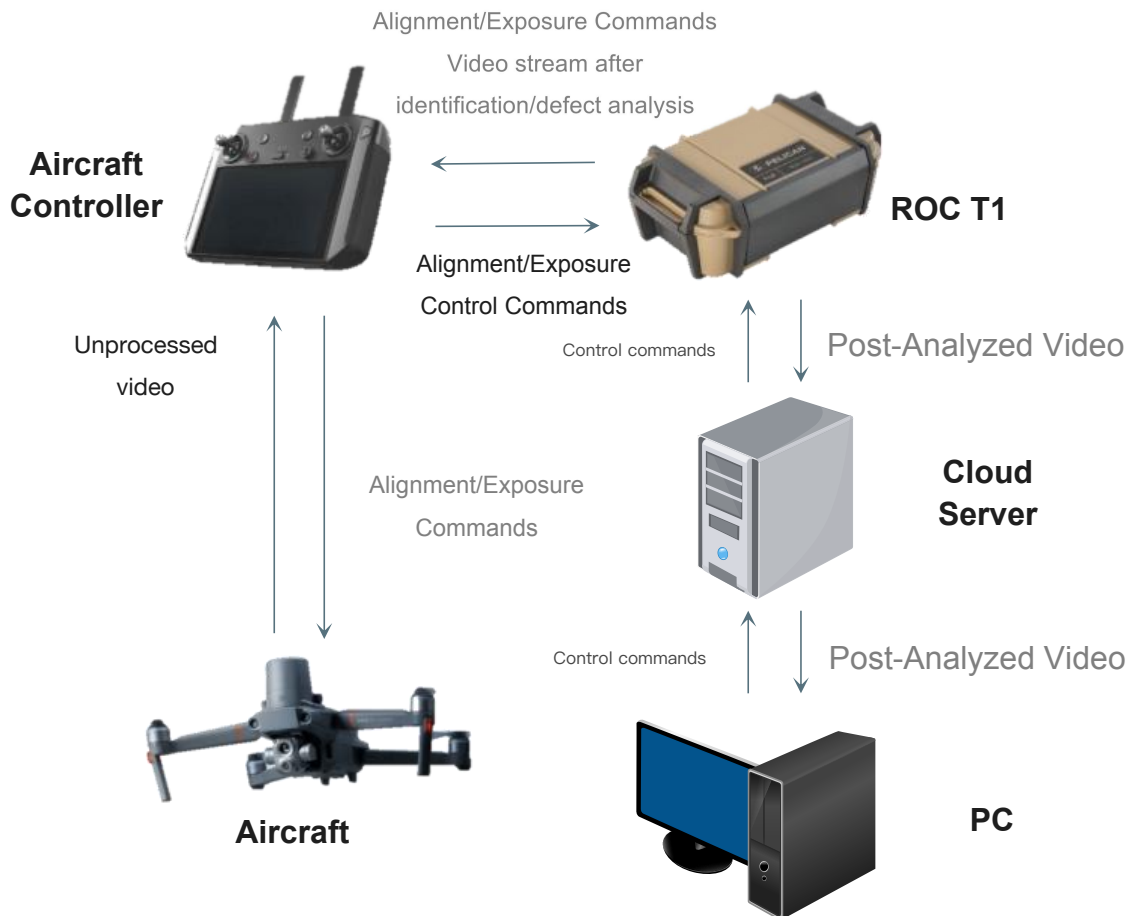 Alignment/Exposure Commands
Video stream after
identification/defect analysis
Aircraft
Controller
PELICAN
ROC T1
Alignment/Exposure
Control Commands
Unprocessed
video
Control commands
Post-Analyzed Video
Alignment/Exposure
Commands
Cloud
Server
Control commands
Post-Analyzed Video
Aircraft
PC